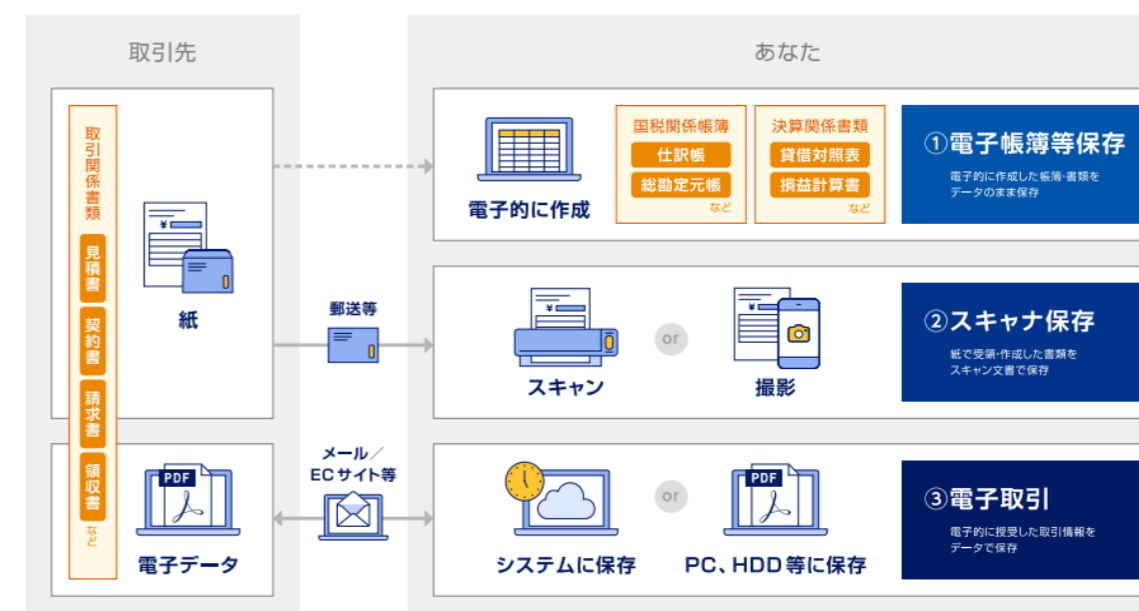 取引先
あなた
取引関係書類
見積書
契約書
請求書
領収書
など
¥
紙
PDF
電子データ
郵送等
メール／
ECサイト等
電子的に作成
国税関係帳簿
仕訳帳
総勘定元帳
など
決算関係書類
貸借対照表
損益計算書
など
①電子帳簿等保存
電子的に作成した帳簿・書類を
データのまま保存
¥
スキャン
or
¥
撮影
②スキャナ保存
紙で受領・作成した書類を
スキャン文書で保存
システムに保存
or
PDF
PC、HDD等に保存
③電子取引
電子的に授受した取引情報を
データで保存